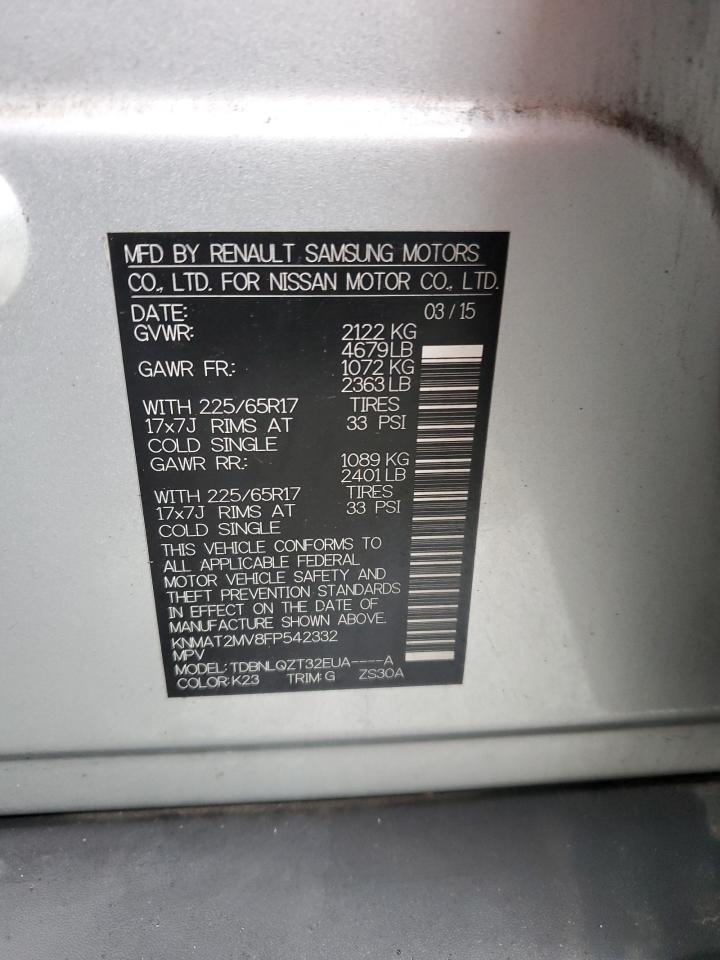 MFD BY RENAULT SAMSUNG MOTORS
CO., LTD. FOR NISSAN MOTOR CO., LTD.
DATE: 03/15
GVWR: 2122 KG
4679LB
GAWR FR.: 1072 KG
2363 LB
WITH 225/65R17 TIRES
17x7J RIMS AT 33 PSI
COLD SINGLE
GAWR RR.: 1089 KG
2401 LB
WITH 225/65R17 TIRES
17x7J RIMS AT 33 PSI
COLD SINGLE
THIS VEHICLE CONFORMS TO
ALL APPLICABLE FEDERAL
MOTOR VEHICLE SAFETY AND
THEFT PREVENTION STANDARDS
IN EFFECT ON THE DATE OF
MANUFACTURE SHOWN ABOVE.
KNMAT2MV8FP542332
MPV
MODEL: TDBNLQZT32EUA----A
COLOR:K23 TRIM:G ZS30A